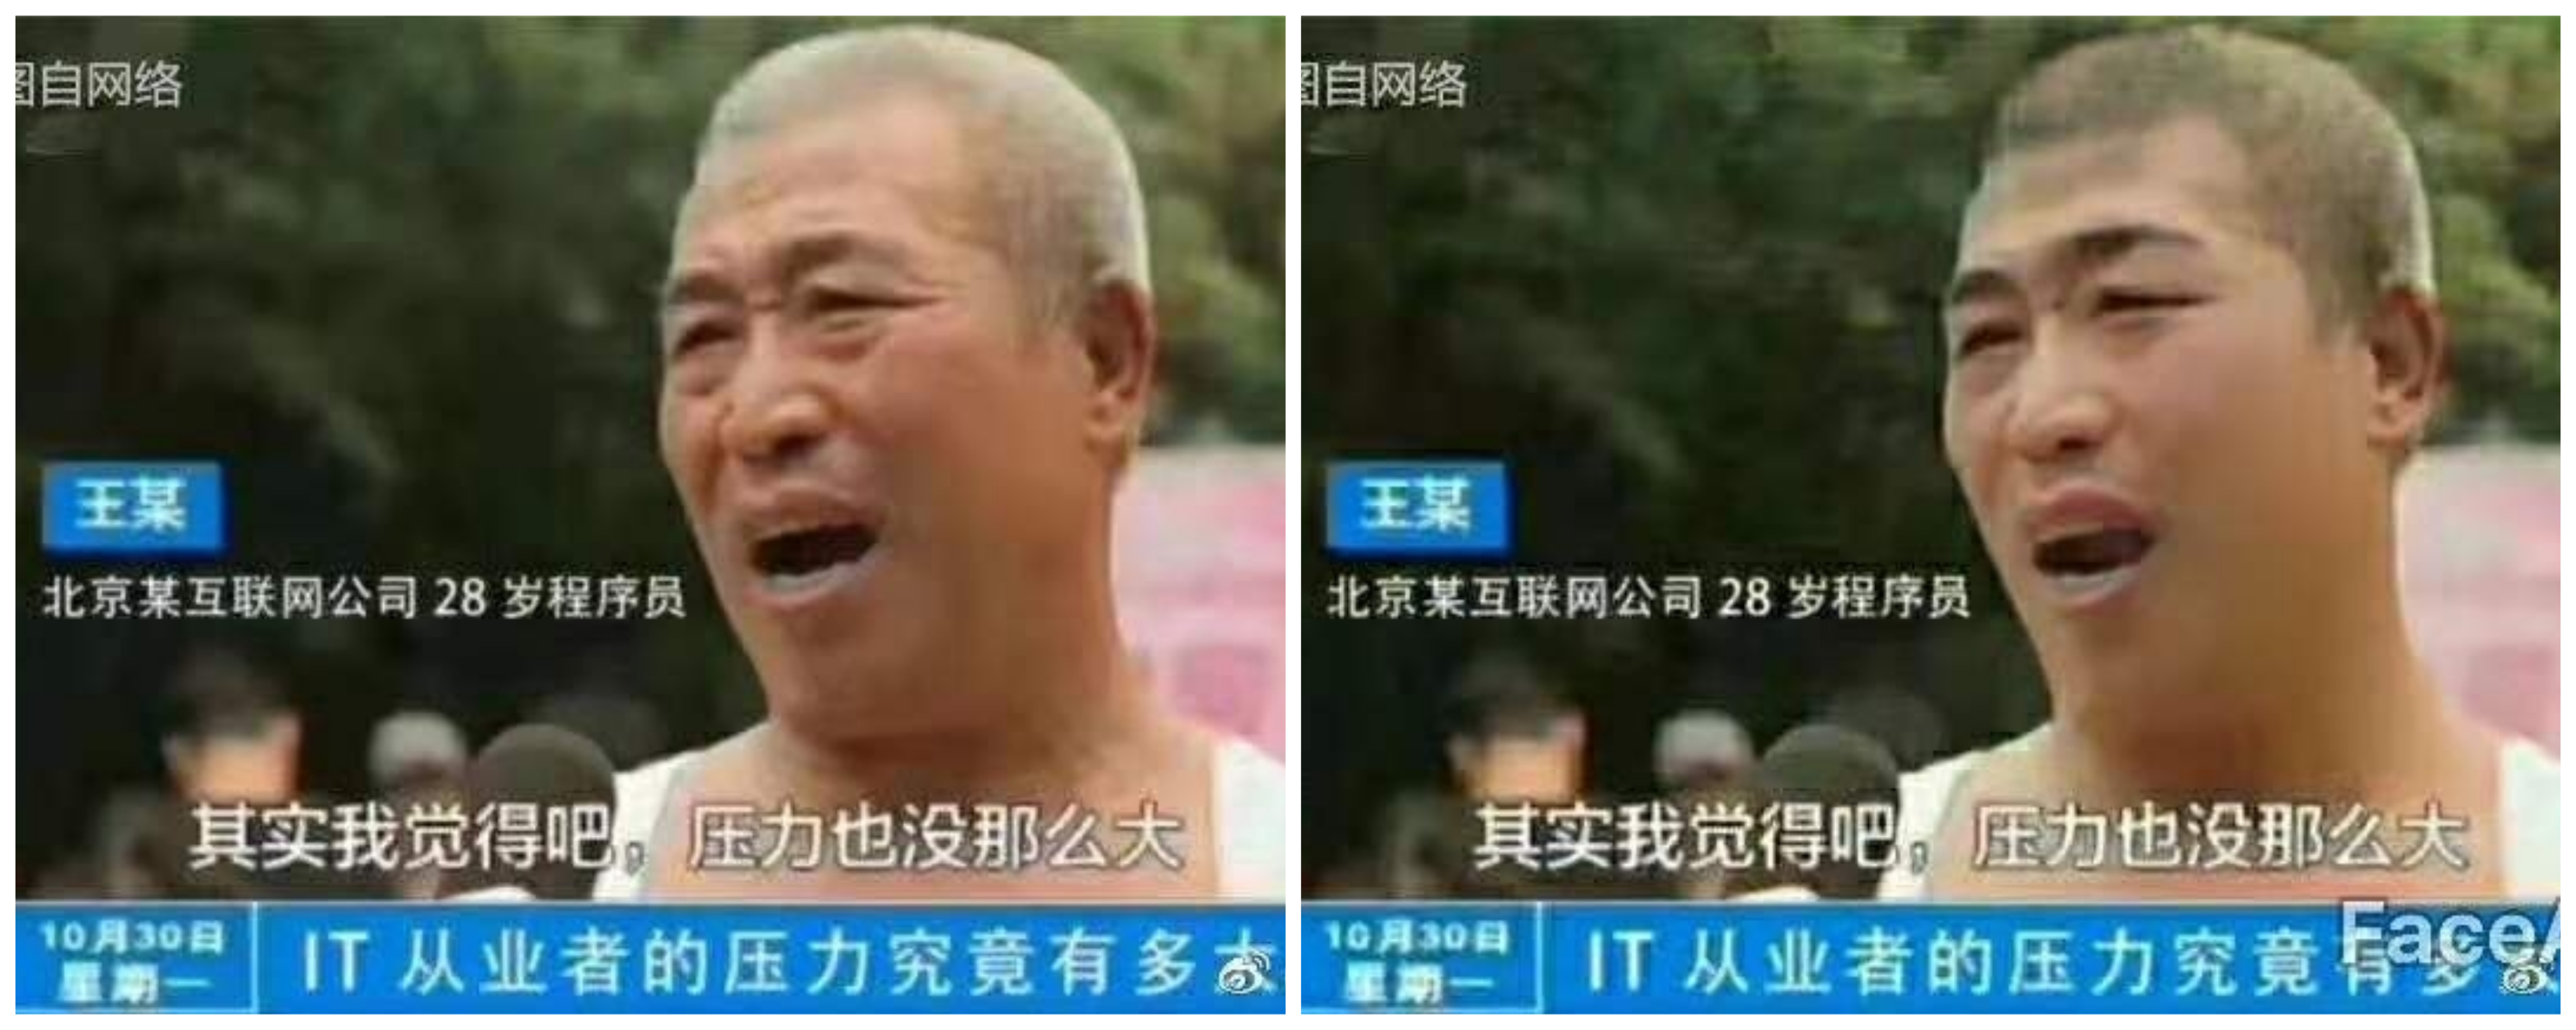 图自网络
王某
北京某互联网公司 28 岁程序员
其实我觉得吧，压力也没那么大
10月30日
星期一
IT 从业者的压力究竟有多大
图自网络
王某
北京某互联网公司 28 岁程序员
其实我觉得吧，压力也没那么大
10月30日
星期一
IT 从业者的压力究竟有多
FaceA